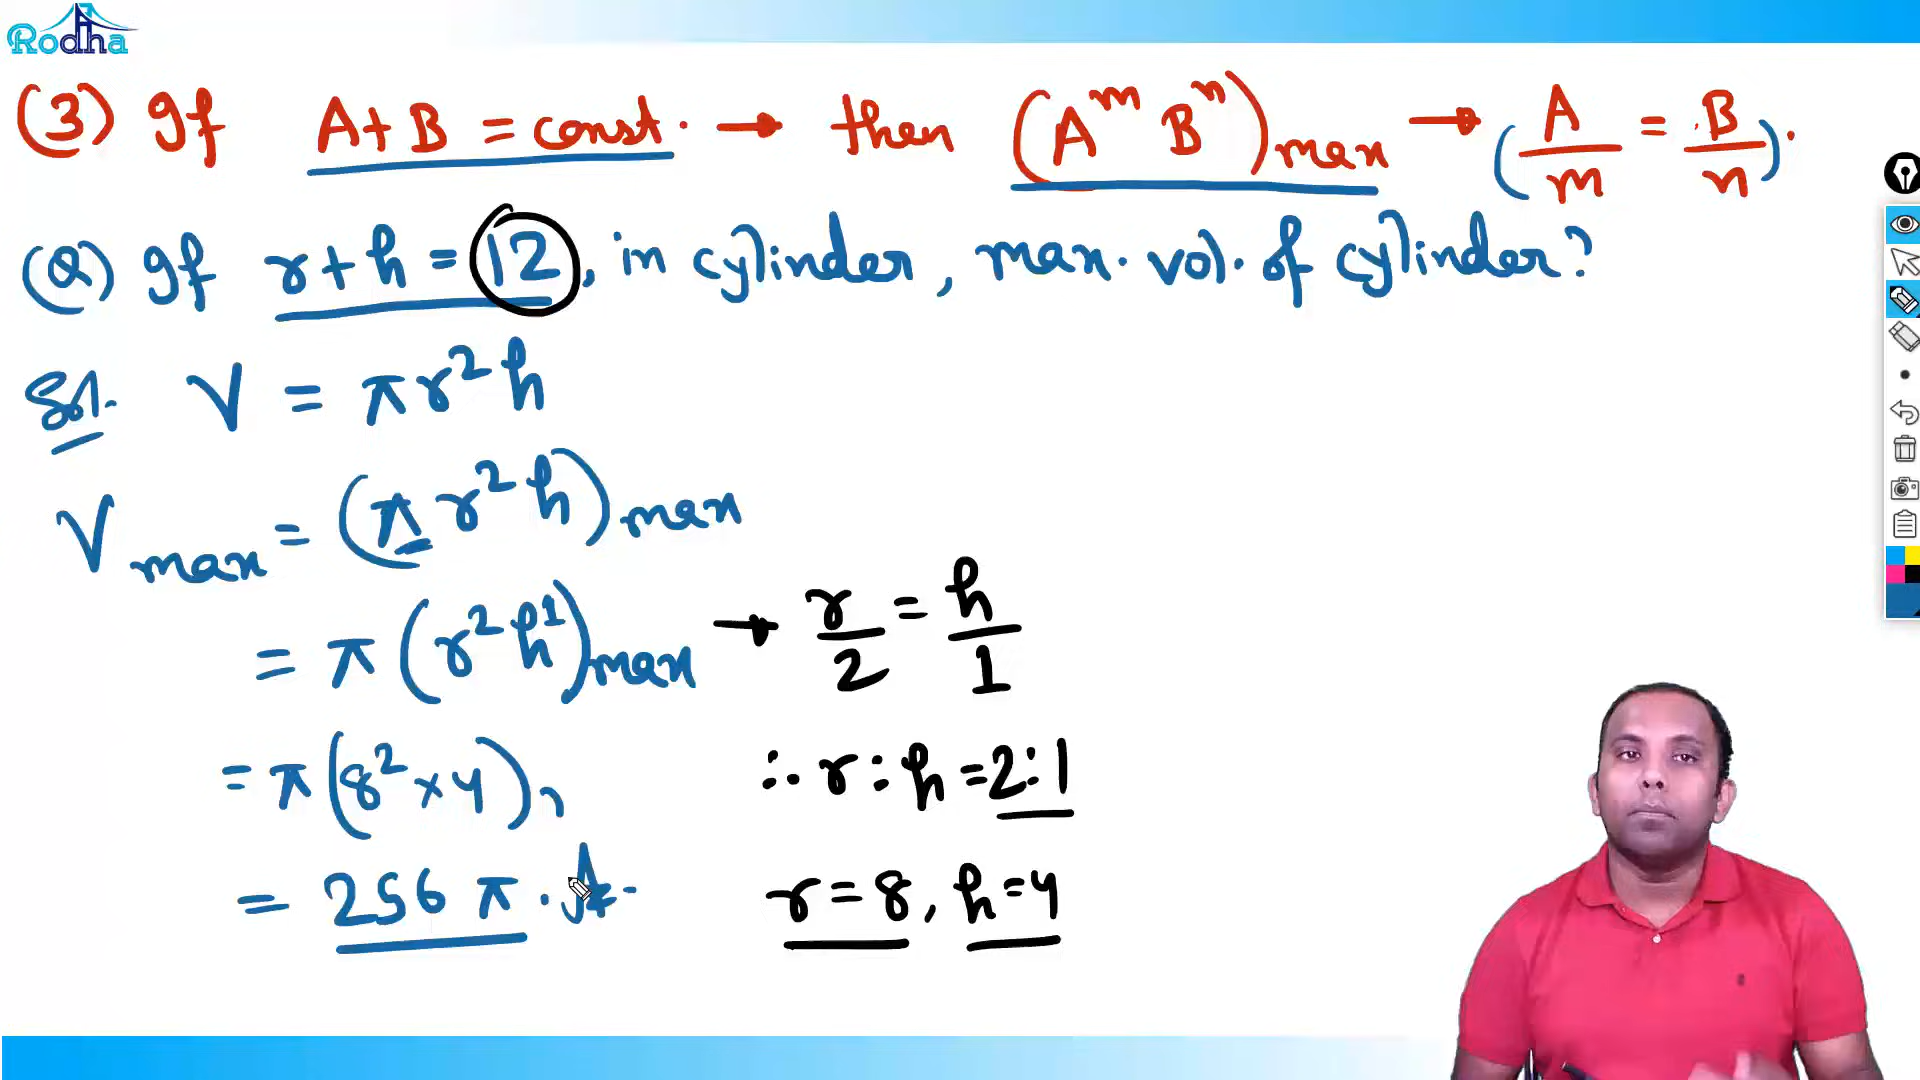 Rodha
(3) If A + B = const. → then (A^m B^n)max → (A/m = B/n).
(Q) If r + h = 12, in cylinder, max. vol. of cylinder?
Sol. V = πr²h
Vmax = (πr²h)max
= π(r²h¹)max → r/2 = h/1
= π(8² × 4), ∴ r : h = 2 : 1
= 256 π. r = 8, h = 4